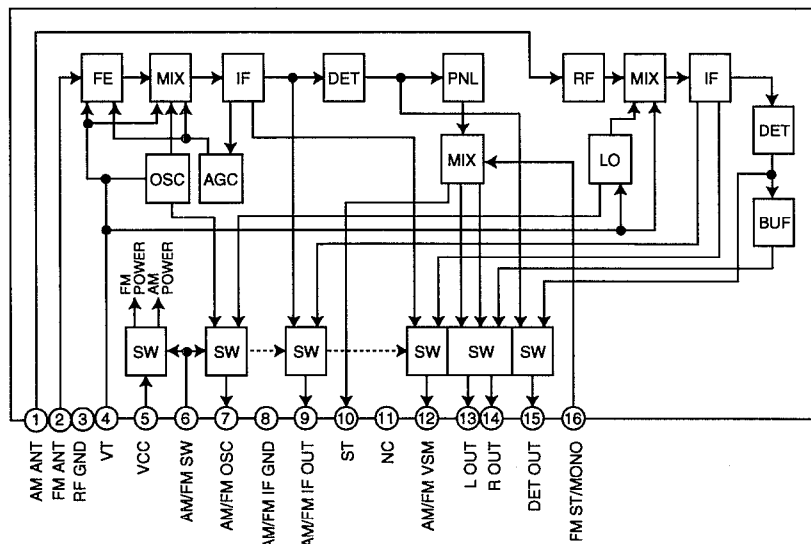 FE
MIX
IF
DET
PNL
RF
MIX
IF
DET
OSC
AGC
MIX
LO
BUF
FM POWER
AM POWER
SW
SW
SW
SW
SW
SW
1
2
3
4
5
6
7
8
9
10
11
12
13
14
15
16
AM ANT
FM ANT
RF GND
VT
VCC
AM/FM SW
AM/FM OSC
AM/FM IF GND
AM/FM IF OUT
ST
NC
AM/FM VSM
L OUT
R OUT
DET OUT
FM ST/MONO